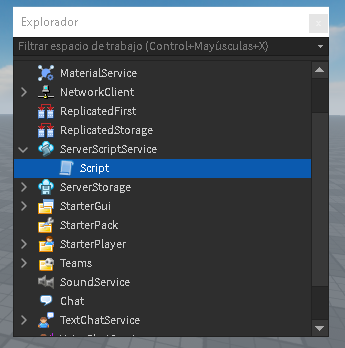 Explorador
x
Filtrar espacio de trabajo (Control+Mayúsculas+X)
MaterialService
NetworkClient
ReplicatedFirst
ReplicatedStorage
ServerScriptService
Script
ServerStorage
StarterGui
StarterPack
StarterPlayer
Teams
SoundService
Chat
TextChatService